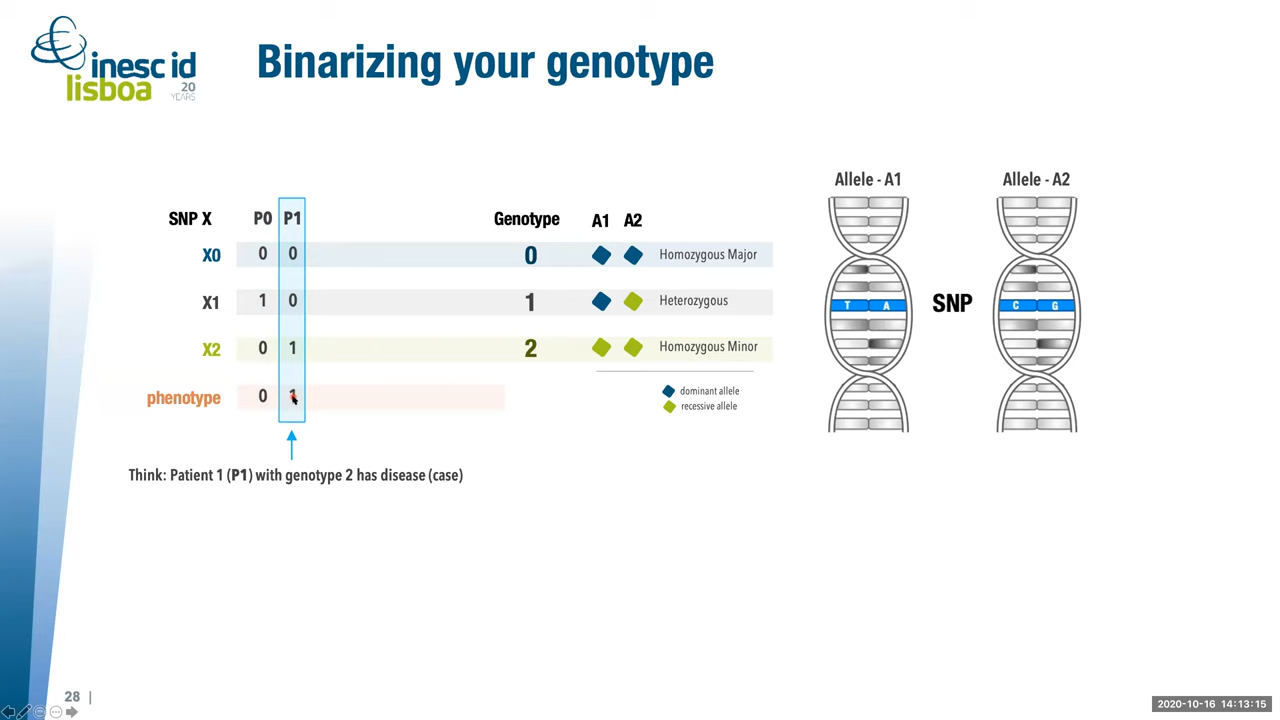 inesc id
lisboa
20
YEARS
Binarizing your genotype
Allele - A1
Allele - A2
SNP X P0 P1 Genotype A1 A2
X0 0 0 0 Homozygous Major
X1 1 0 1 Heterozygous
T A SNP C G
X2 0 1 2 Homozygous Minor
dominant allele
phenotype 0 1
recessive allele
Think: Patient 1 (P1) with genotype 2 has disease (case)
28 |
2020-10-16 14:13:15